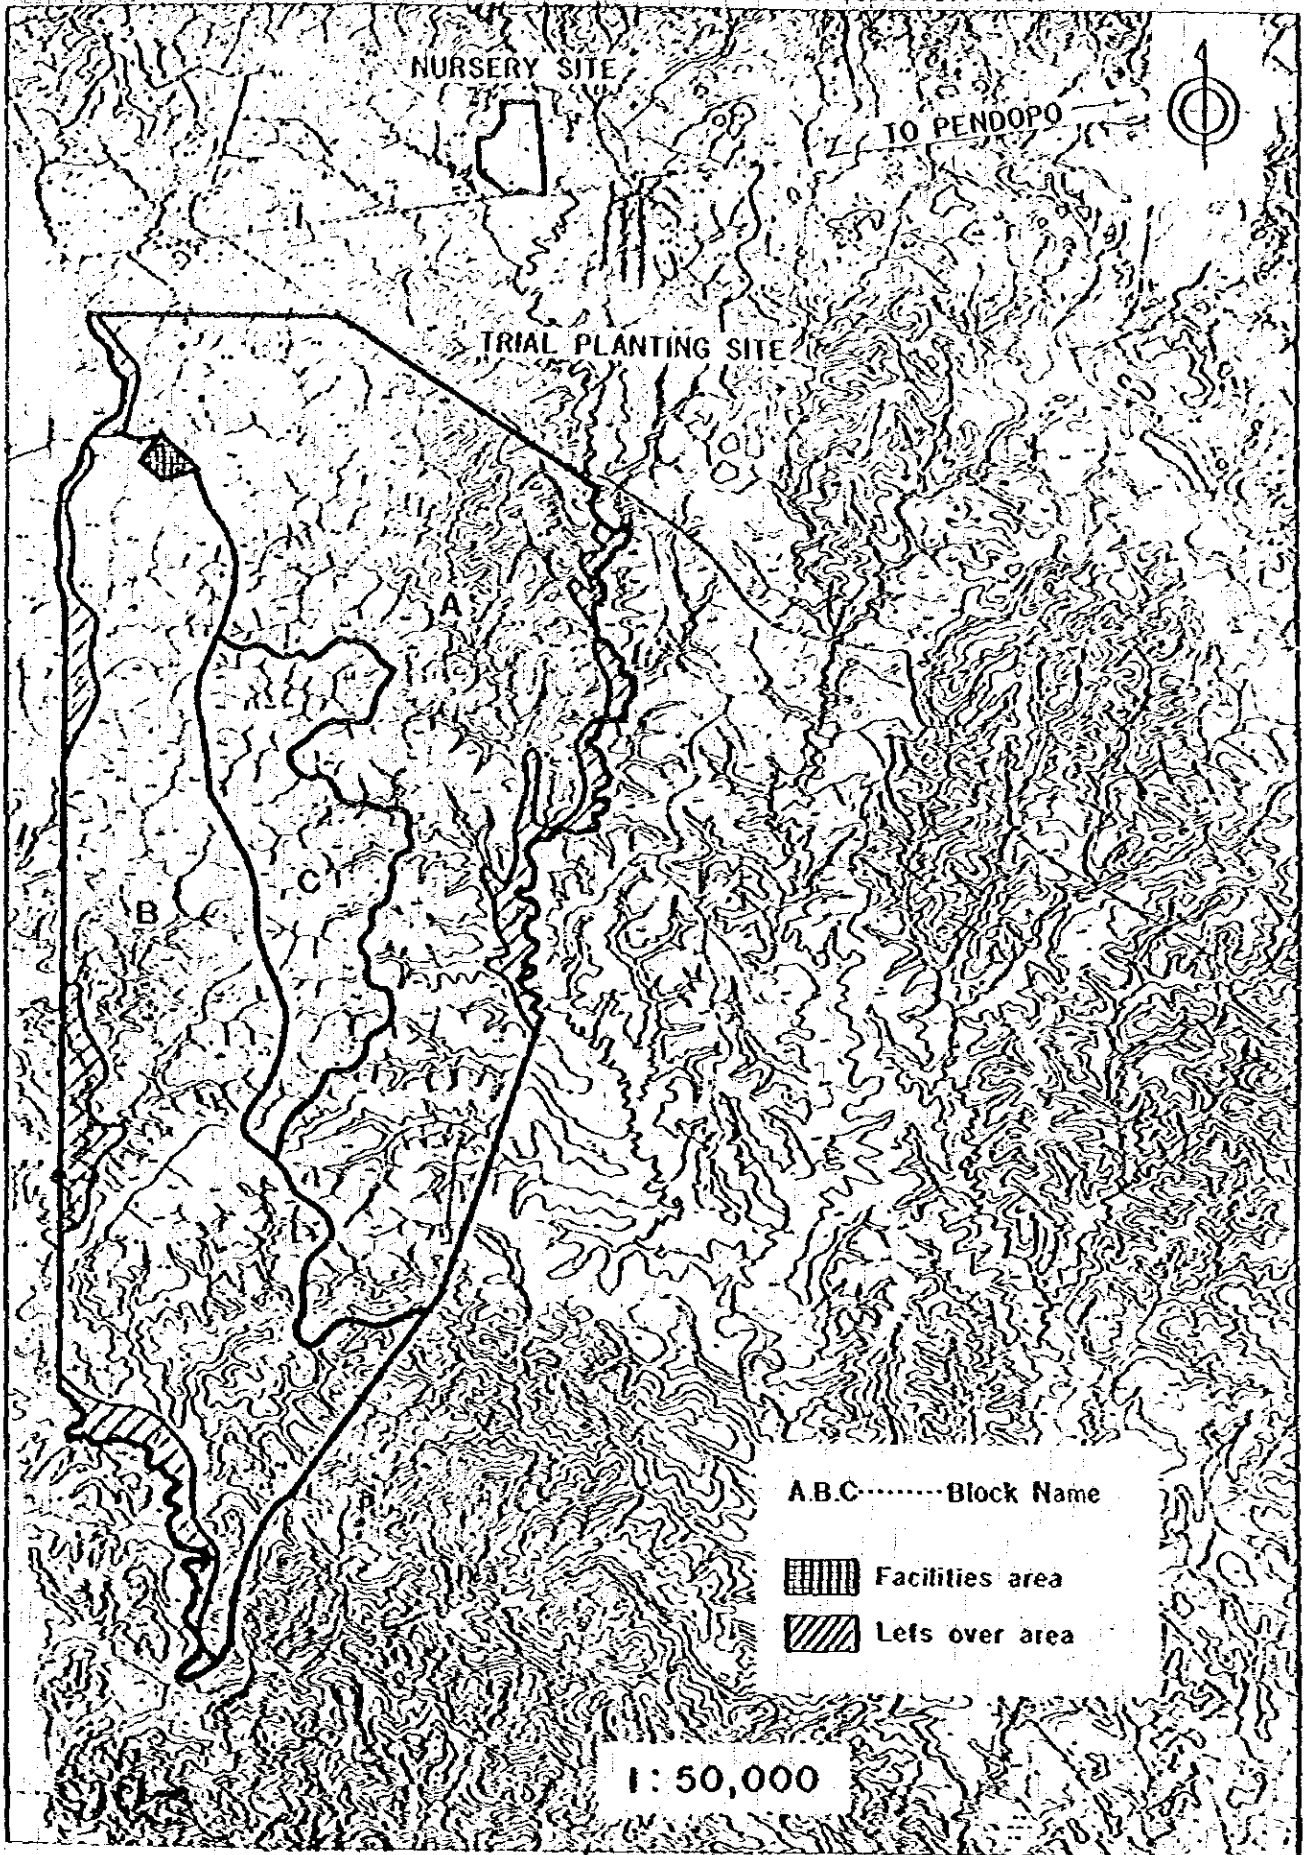 NURSERY SITE
TO PENDOPO
TRIAL PLANTING SITE
A
C
B
A.B.C·········Block Name
Facilities area
Lefs over area
1:50,000